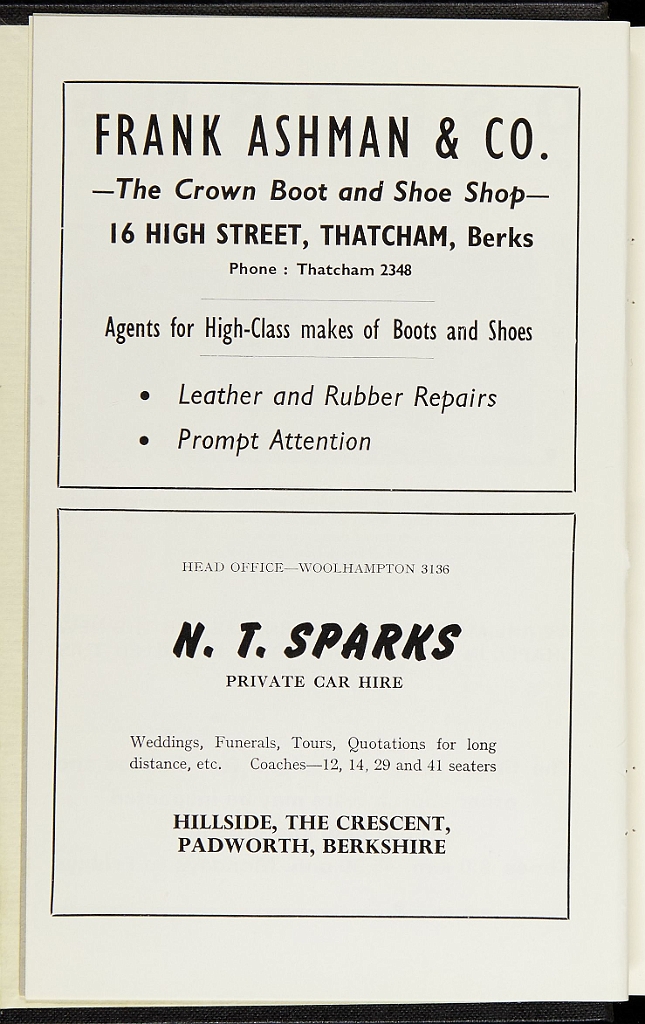 FRANK ASHMAN & CO.
—The Crown Boot and Shoe Shop—
16 HIGH STREET, THATCHAM, Berks
Phone : Thatcham 2348
Agents for High-Class makes of Boots and Shoes
• Leather and Rubber Repairs
• Prompt Attention
HEAD OFFICE—WOOLHAMPTON 3136
N. T. SPARKS
PRIVATE CAR HIRE
Weddings, Funerals, Tours, Quotations for long
distance, etc. Coaches—12, 14, 29 and 41 seaters
HILLSIDE, THE CRESCENT,
PADWORTH, BERKSHIRE